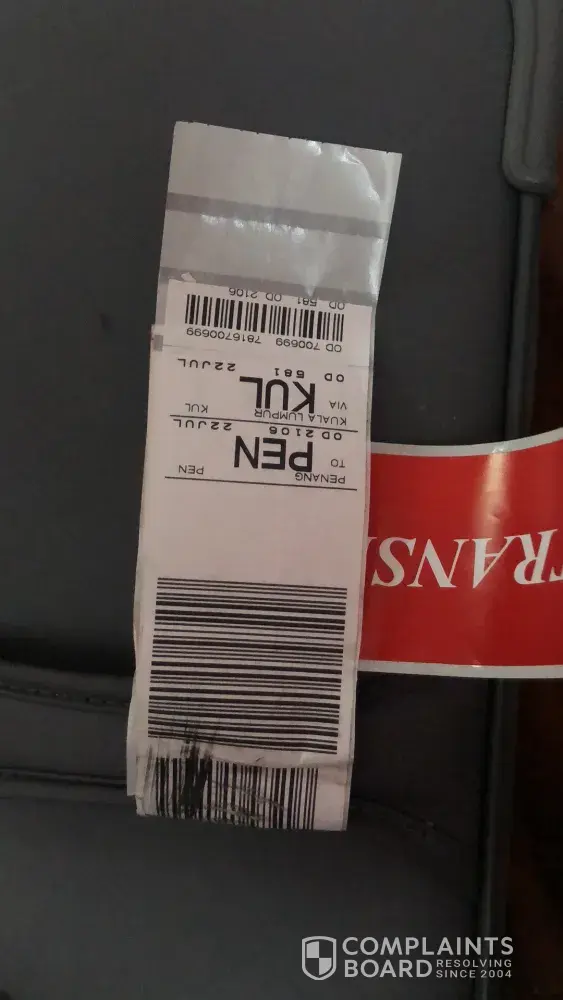 PENANG PEN
TO PEN
OD 2106 22JUL
KUALA LUMPUR KUL
VIA KUL
OD 581 22JUL
OD 700699 7816700699
OD 581 OD 2106
TRANS
COMPLAINTS
BOARD RESOLVING
SINCE 2004